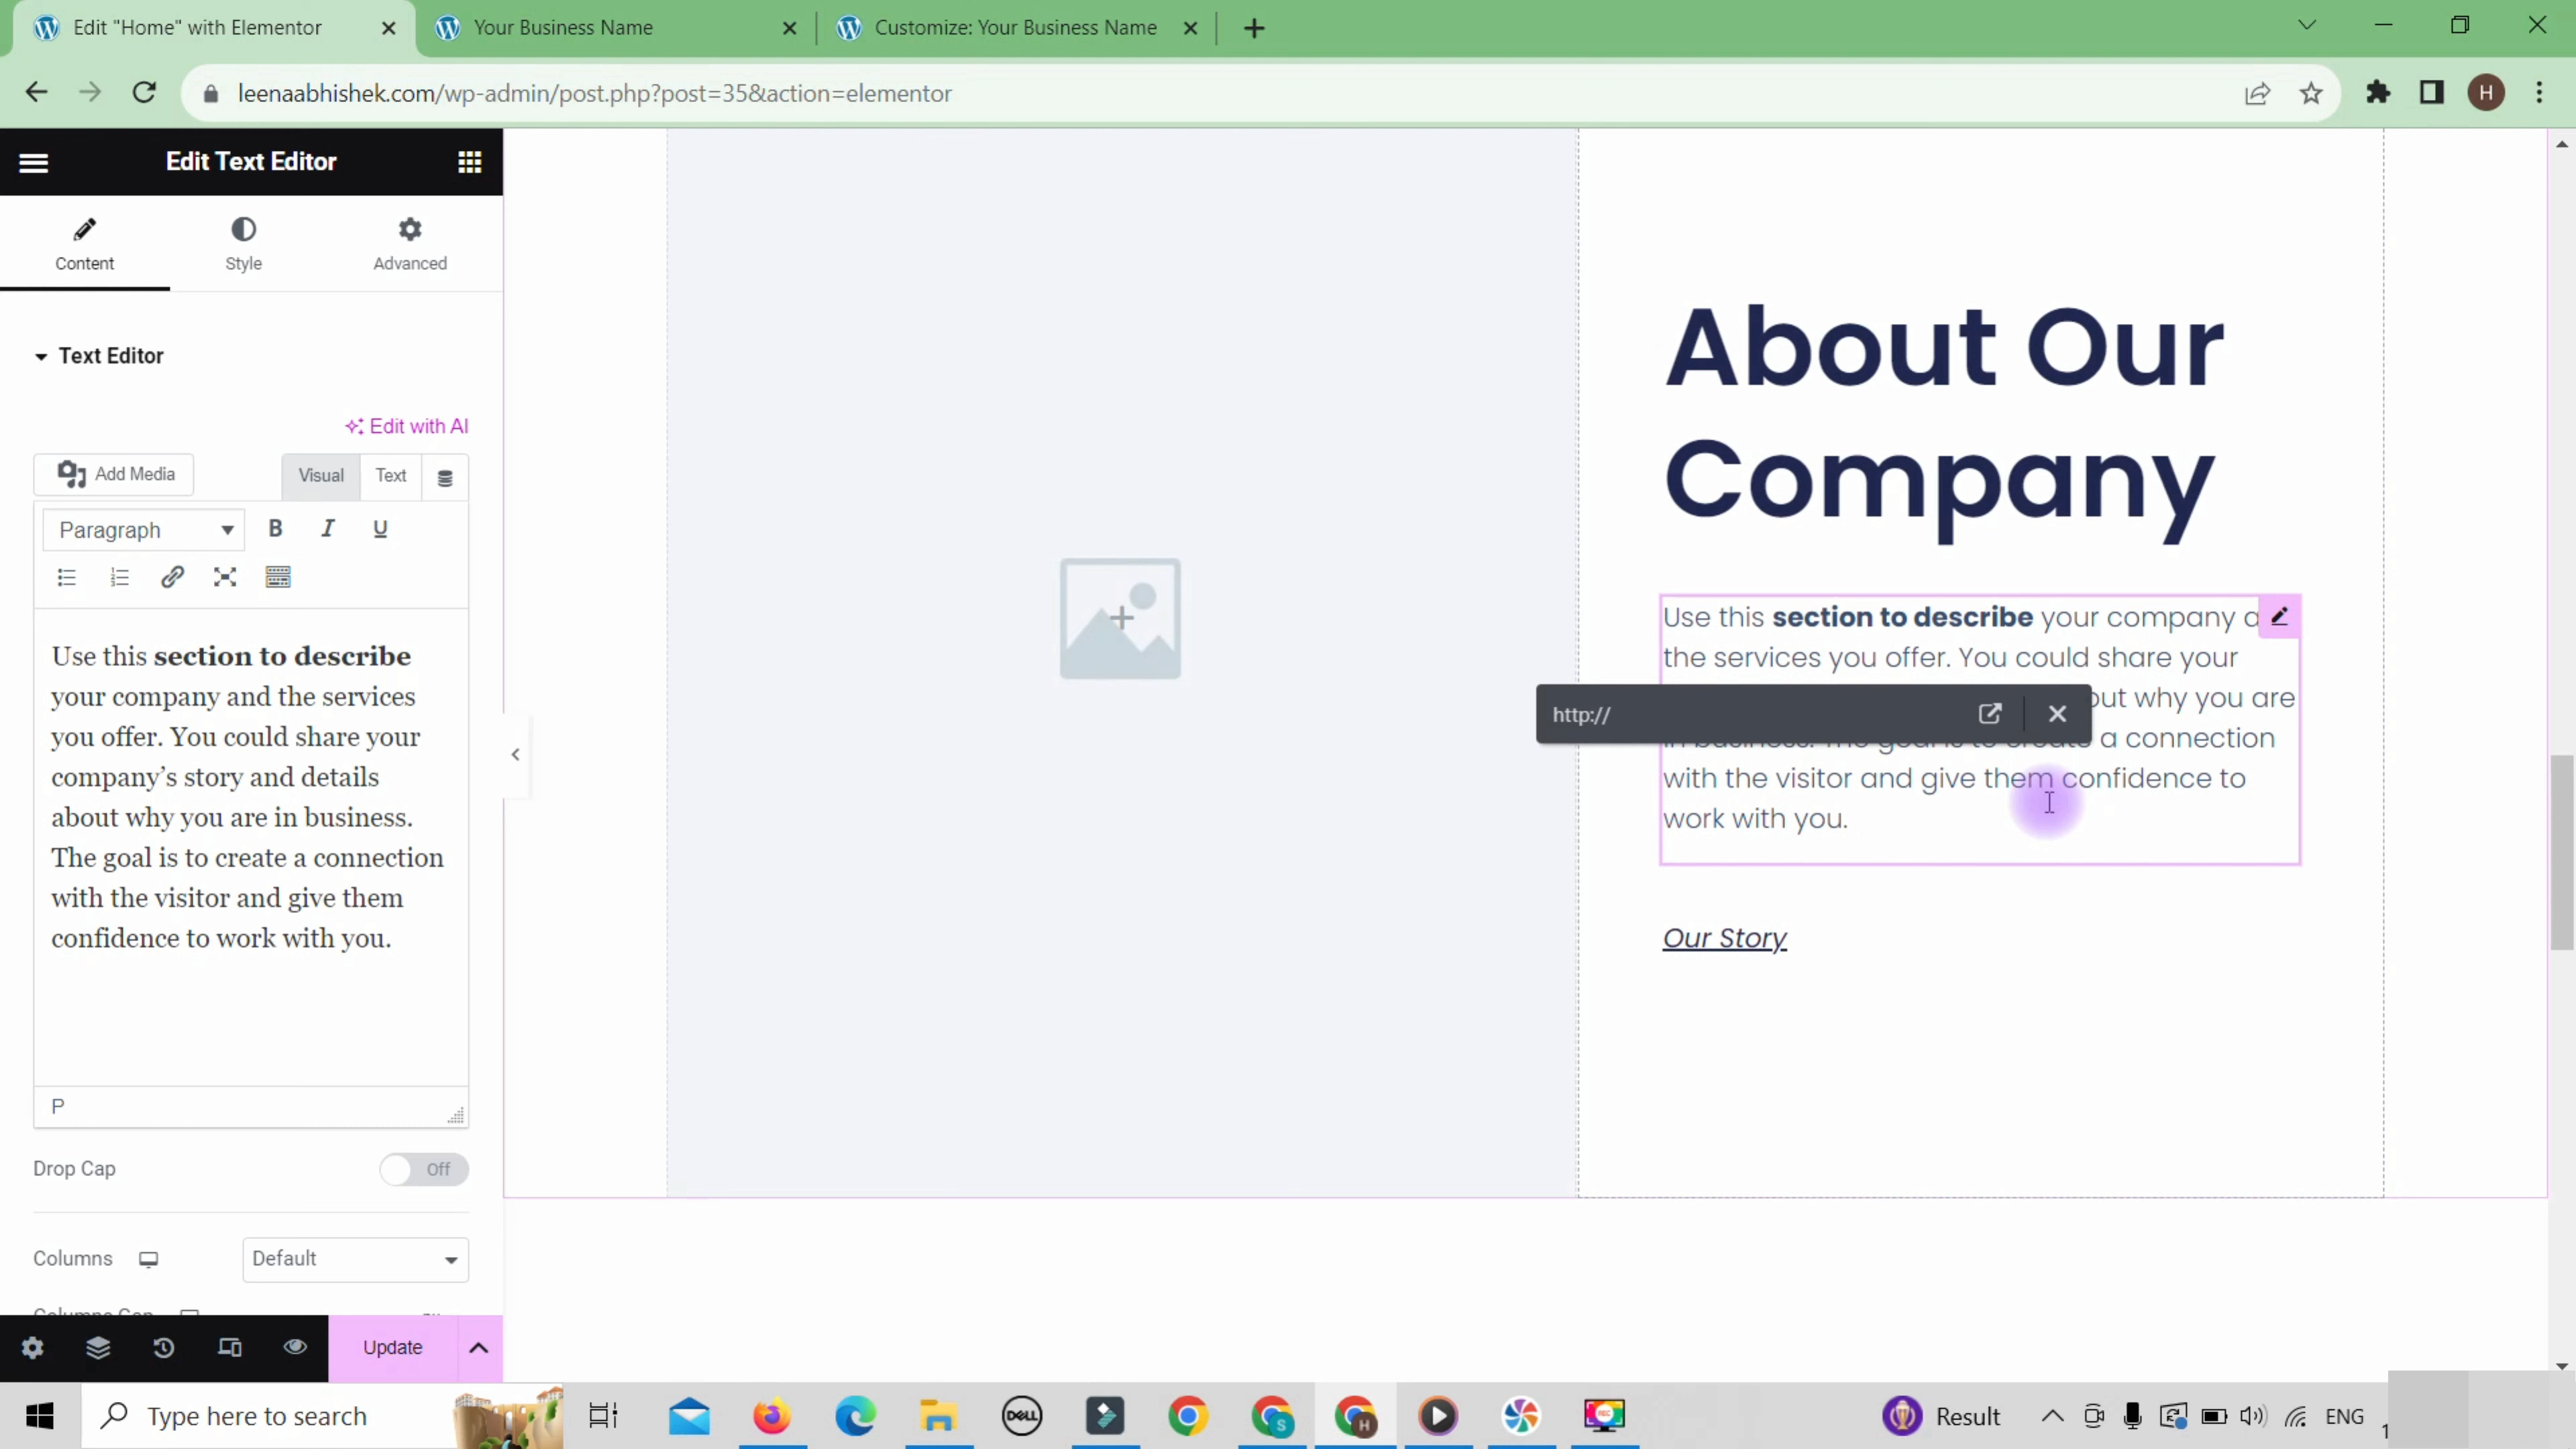 Edit "Home" with Elementor
Your Business Name
Customize: Your Business Name
leenaabhishek.com/wp-admin/post.php?post=35&action=elementor
H
Edit Text Editor
Content
Style
Advanced
Text Editor
Edit with AI
Add Media
Visual
Text
Paragraph
B
I
U
Use this section to describe
your company and the services
you offer. You could share your
company's story and details
about why you are in business.
The goal is to create a connection
with the visitor and give them
confidence to work with you.
P
Drop Cap
Off
Columns
Default
Update
About Our
Company
Use this section to describe your company a
the services you offer. You could share your
out why you are
http://
a connection
with the visitor and give them confidence to
work with you.
Our Story
Type here to search
DELL
S
H
REC
Result
ENG
1